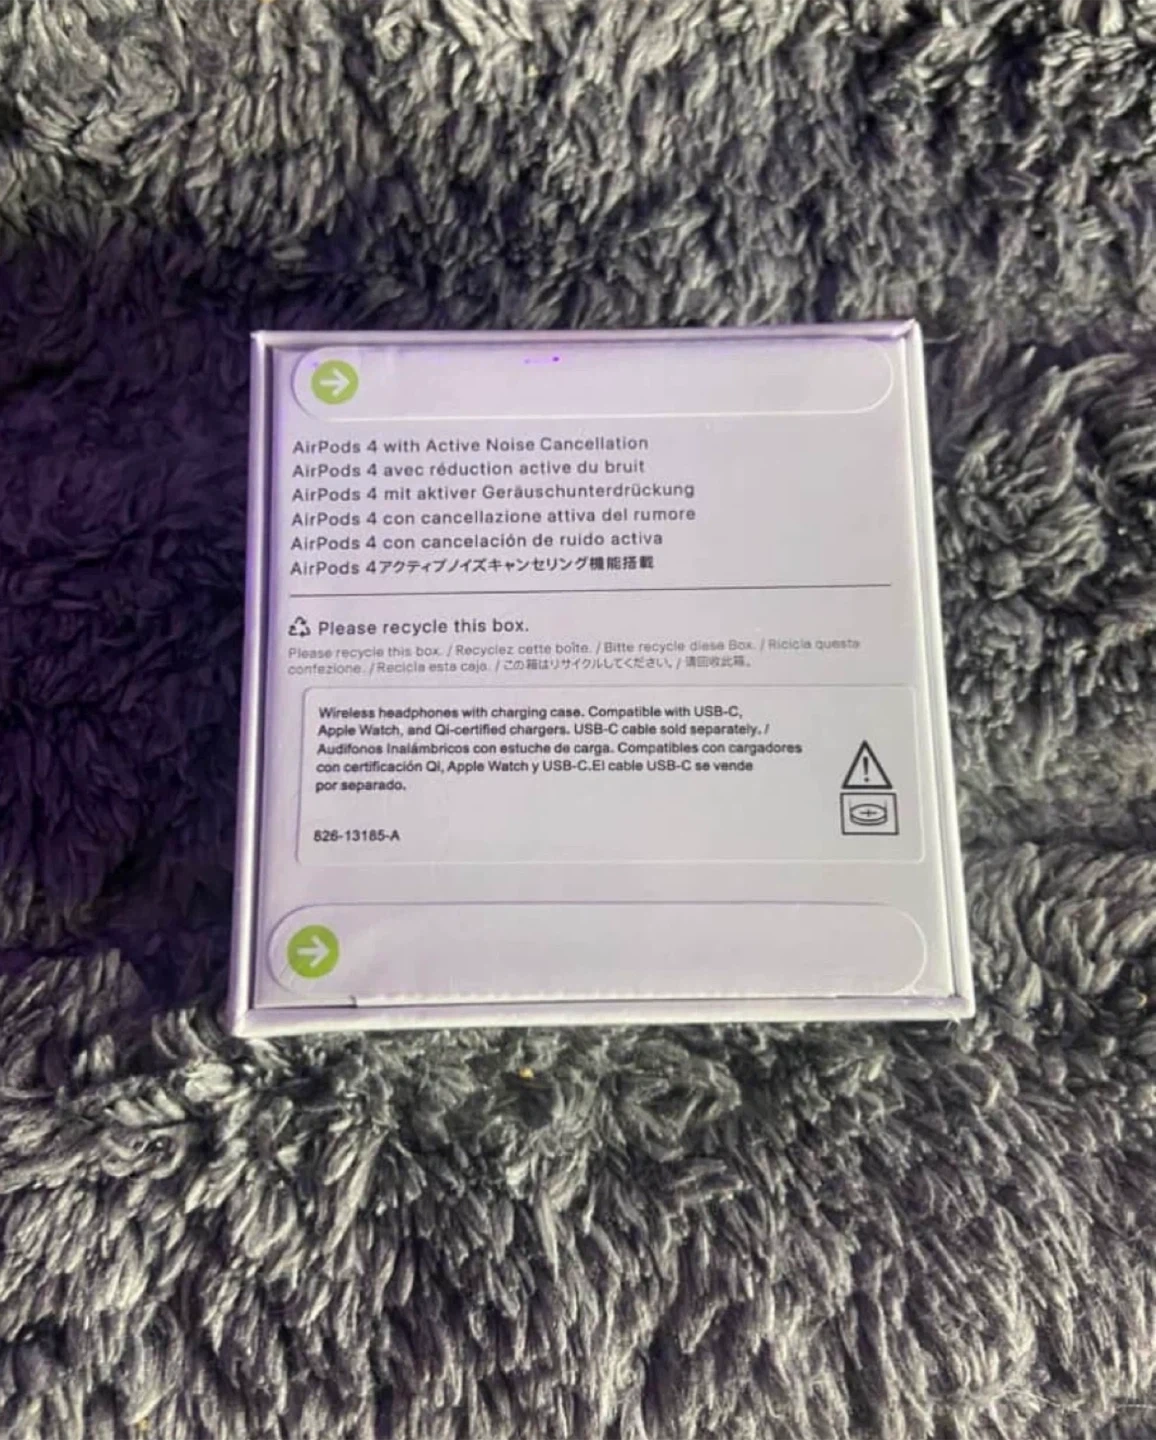 AirPods 4 with Active Noise Cancellation
AirPods 4 avec réduction active du bruit
AirPods 4 mit aktiver Geräuschunterdrückung
AirPods 4 con cancellazione attiva del rumore
AirPods 4 con cancelación de ruido activa
AirPods 4アクティブノイズキャンセリング機能搭載
Please recycle this box.
Please recycle this box. / Recyclez cette boîte. / Bitte recycle diese Box. / Ricicla questa
confezione. / Recicla esta caja. / この箱はリサイクルしてください。/ 请回收此箱。
Wireless headphones with charging case. Compatible with USB-C,
Apple Watch, and Qi-certified chargers. USB-C cable sold separately. /
Audífonos Inalámbricos con estuche de carga. Compatibles con cargadores
con certificación Qi, Apple Watch y USB-C.El cable USB-C se vende
por separado.
826-13185-A